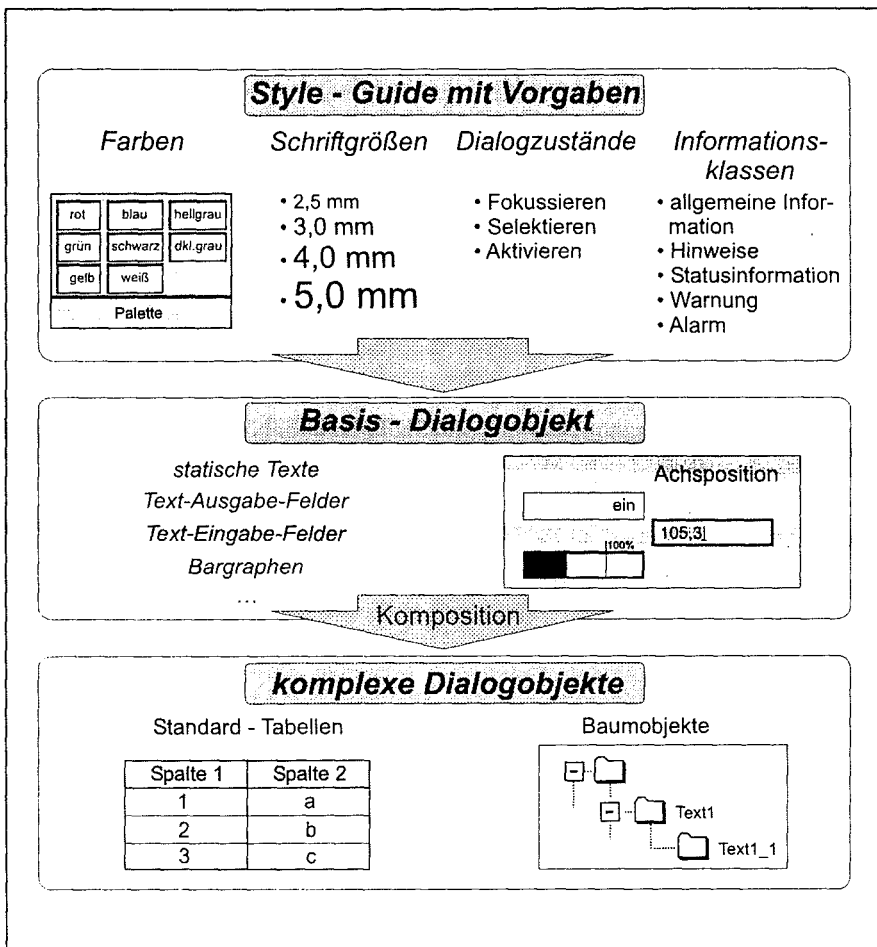 Style - Guide mit Vorgaben
Farben
rot blau hellgrau
grün schwarz dkl.grau
gelb weiß
Palette
Schriftgrößen
• 2,5 mm
• 3,0 mm
• 4,0 mm
• 5,0 mm
Dialogzustände
• Fokussieren
• Selektieren
• Aktivieren
Informations-
klassen
• allgemeine Infor-
mation
• Hinweise
• Statusinformation
• Warnung
• Alarm
Basis - Dialogobjekt
statische Texte
Text-Ausgabe-Felder
Text-Eingabe-Felder
Bargraphen
...
Achsposition
ein
105,3|
100%
Komposition
komplexe Dialogobjekte
Standard - Tabellen
Spalte 1 Spalte 2
1 a
2 b
3 c
Baumobjekte
Text1
Text1_1